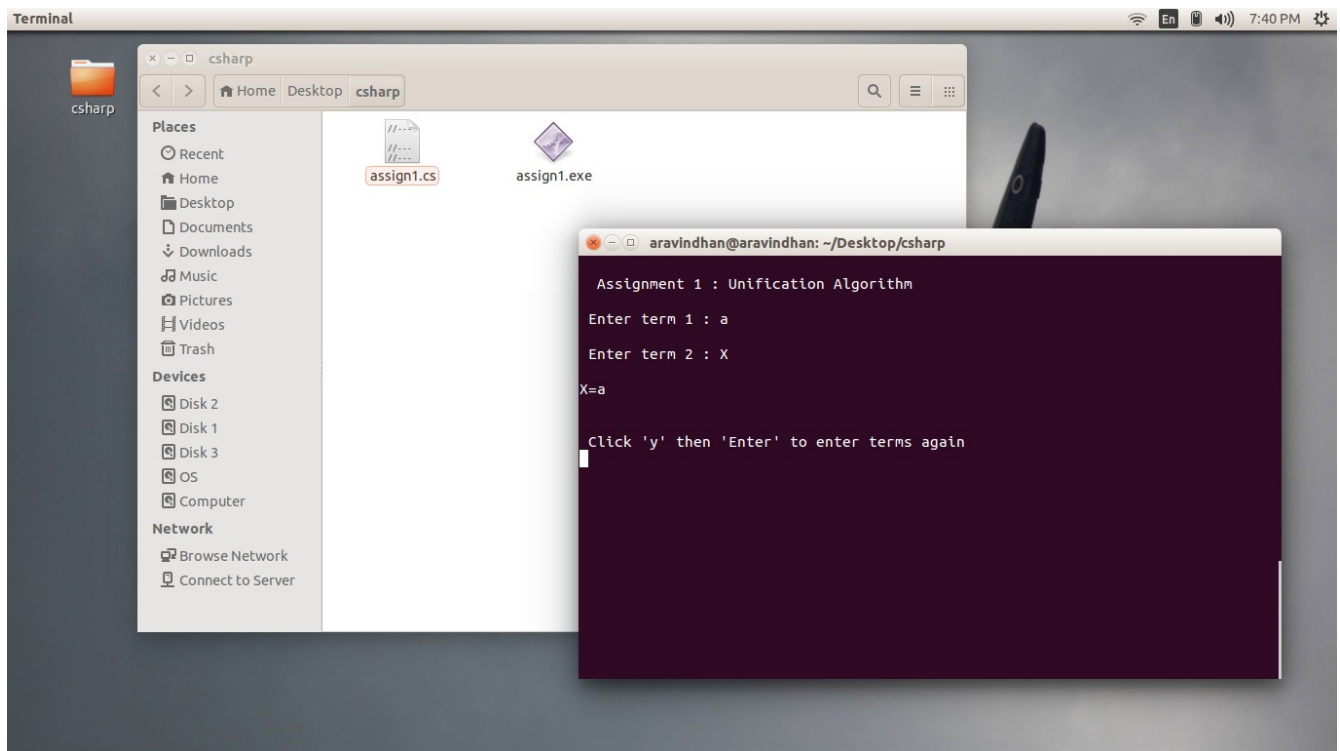 Terminal
En
7:40 PM
csharp
csharp
Home Desktop csharp
Places
Recent
Home
Desktop
Documents
Downloads
Music
Pictures
Videos
Trash
Devices
Disk 2
Disk 1
Disk 3
OS
Computer
Network
Browse Network
Connect to Server
//---
//---
//---
assign1.cs
assign1.exe
aravindhan@aravindhan: ~/Desktop/csharp
Assignment 1 : Unification Algorithm
Enter term 1 : a
Enter term 2 : X
X=a
Click 'y' then 'Enter' to enter terms again